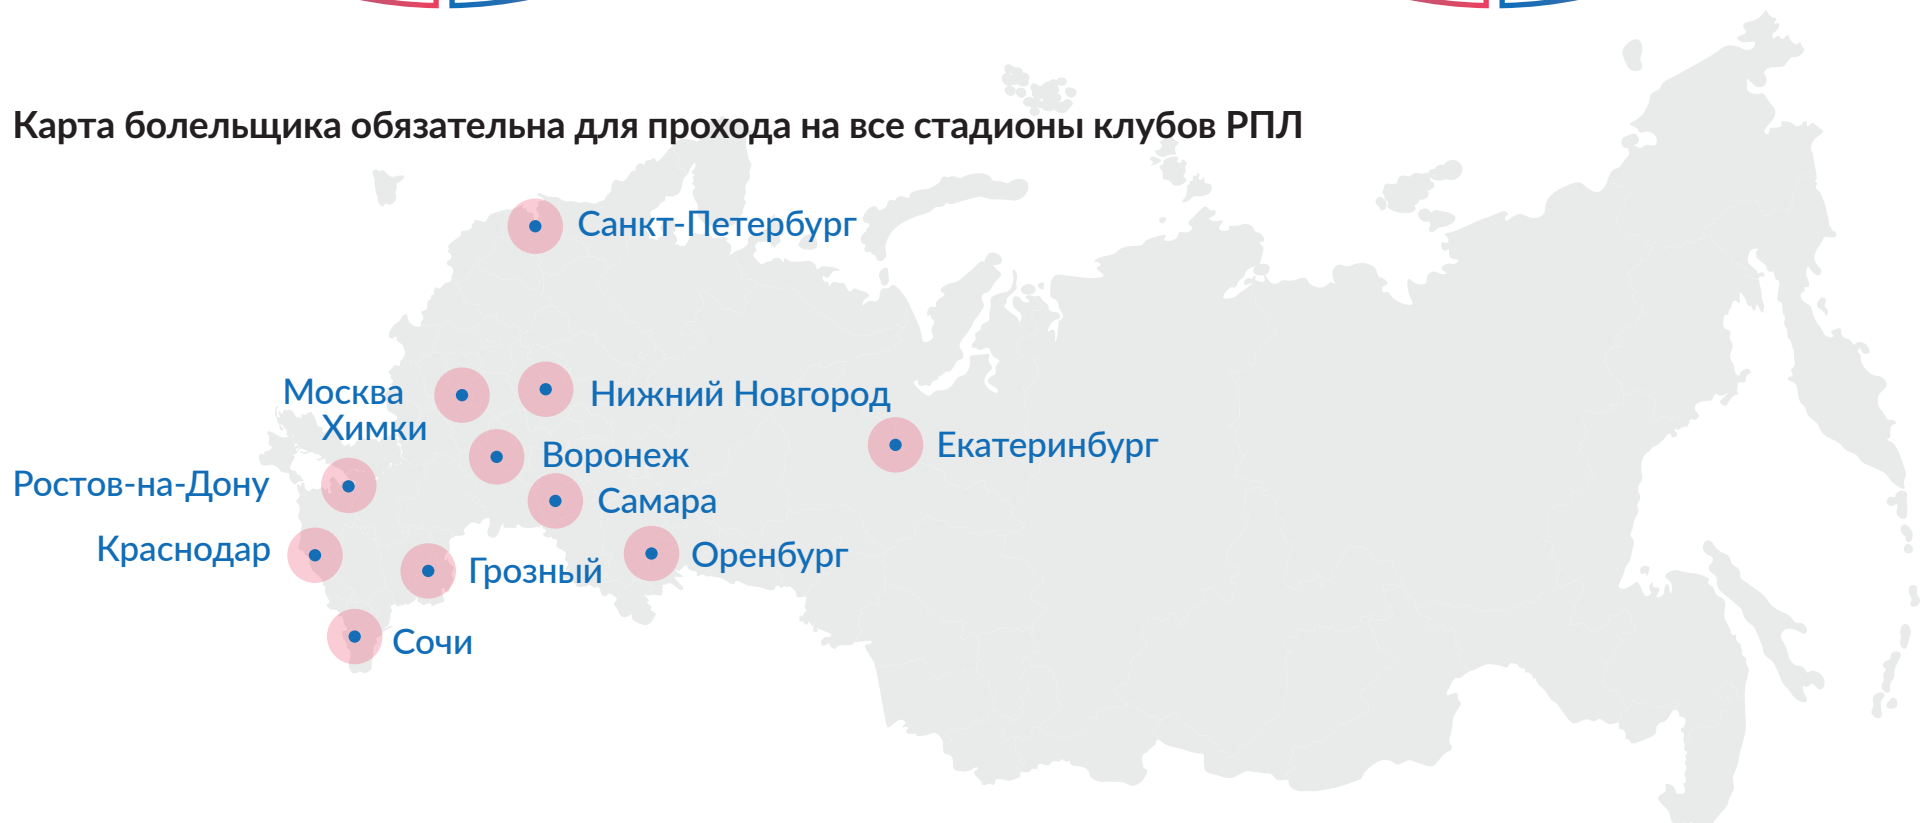 Карта болельщика обязательна для прохода на все стадионы клубов РПЛ
Санкт-Петербург
Москва
Химки
Нижний Новгород
Екатеринбург
Воронеж
Ростов-на-Дону
Самара
Краснодар
Оренбург
Грозный
Сочи